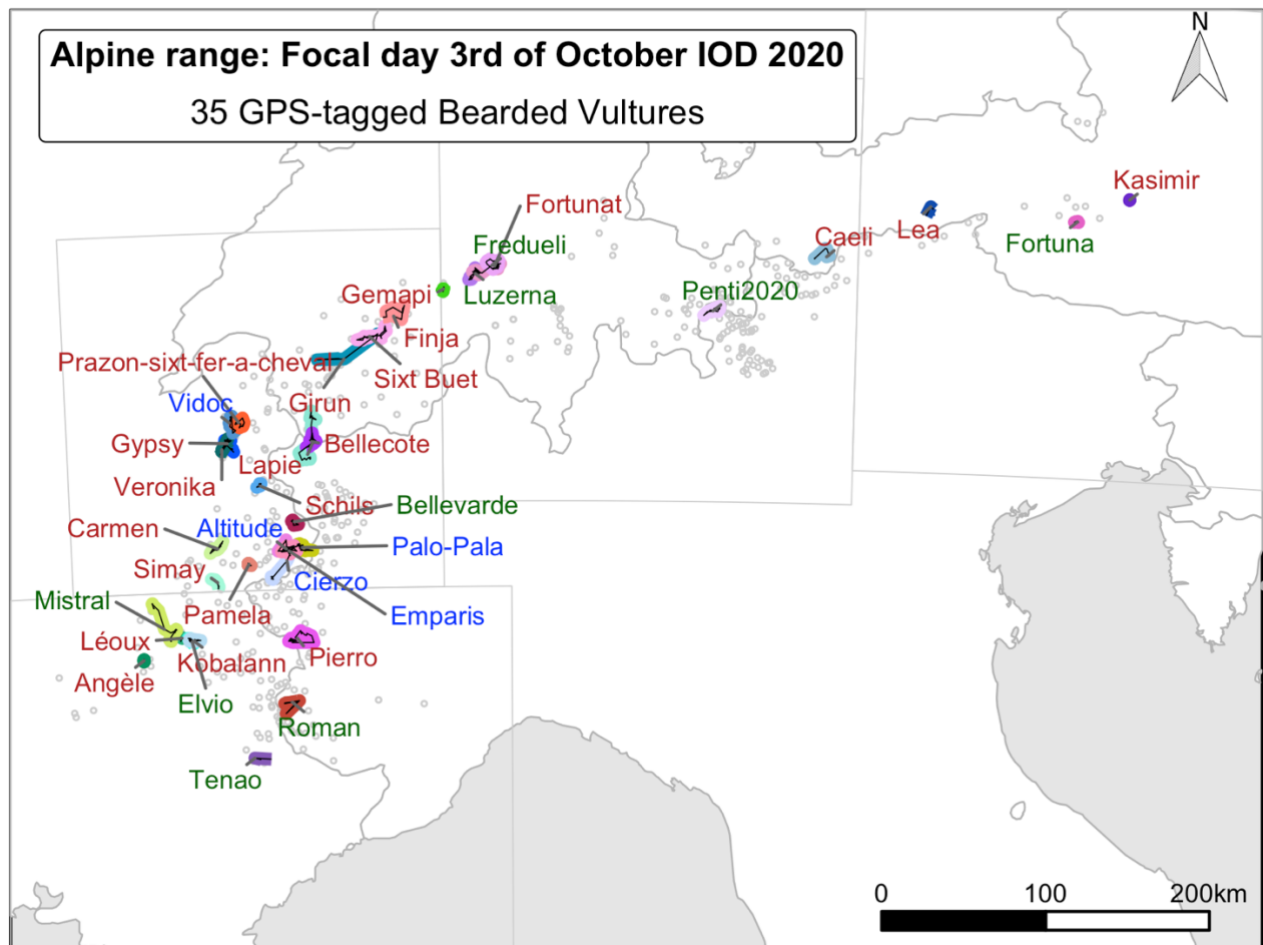 Alpine range: Focal day 3rd of October IOD 2020
35 GPS-tagged Bearded Vultures
N
Kasimir
Fortunat
Lea
Caeli
Fortuna
Fredueli
Penti2020
Gemapi
Luzerna
Finja
Prazon-sixt-fer-a-cheval
Sixt Buet
Vidoc
Girun
Gypsy
Bellecote
Lapie
Veronika
Schils
Bellevarde
Carmen
Altitude
Palo-Pala
Simay
Cierzo
Mistral
Pamela
Emparis
Léoux
Kobalann
Pierro
Angèle
Elvio
Roman
Tenao
0 100 200km